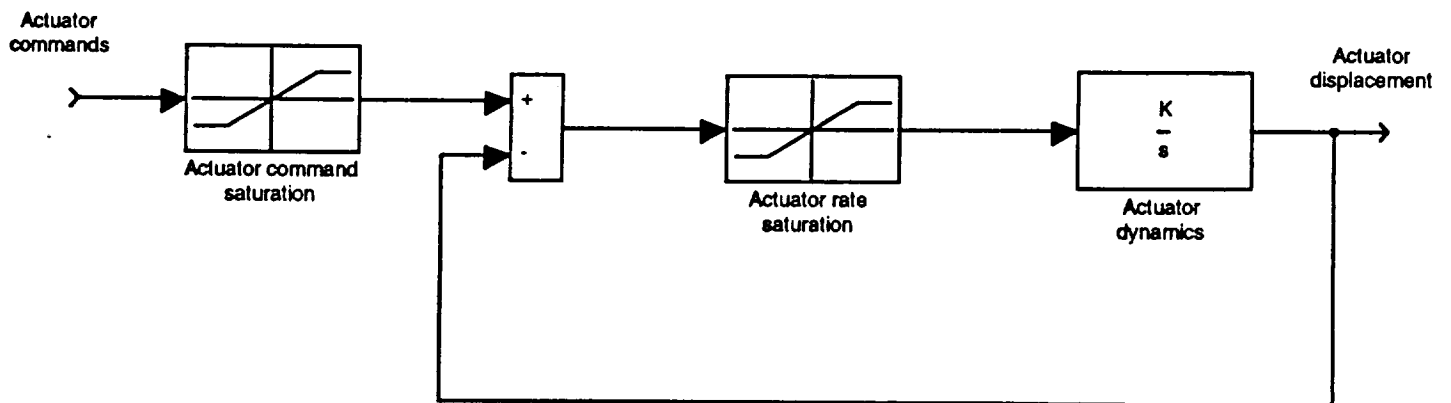 Actuator
commands
Actuator command
saturation
+
-
Actuator rate
saturation
K
s
Actuator
dynamics
Actuator
displacement